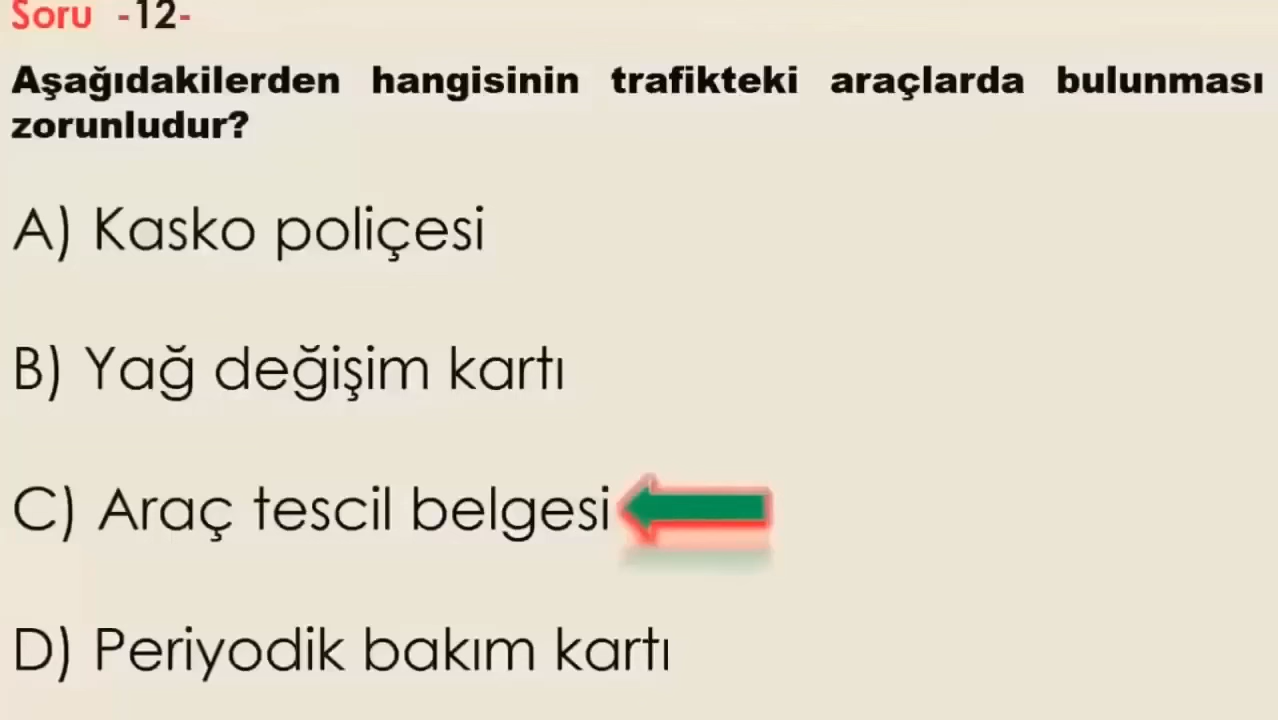 Soru -12-
Aşağıdakilerden hangisinin trafikteki araçlarda bulunması
zorunludur?
A) Kasko poliçesi
B) Yağ değişim kartı
C) Araç tescil belgesi
D) Periyodik bakım kartı